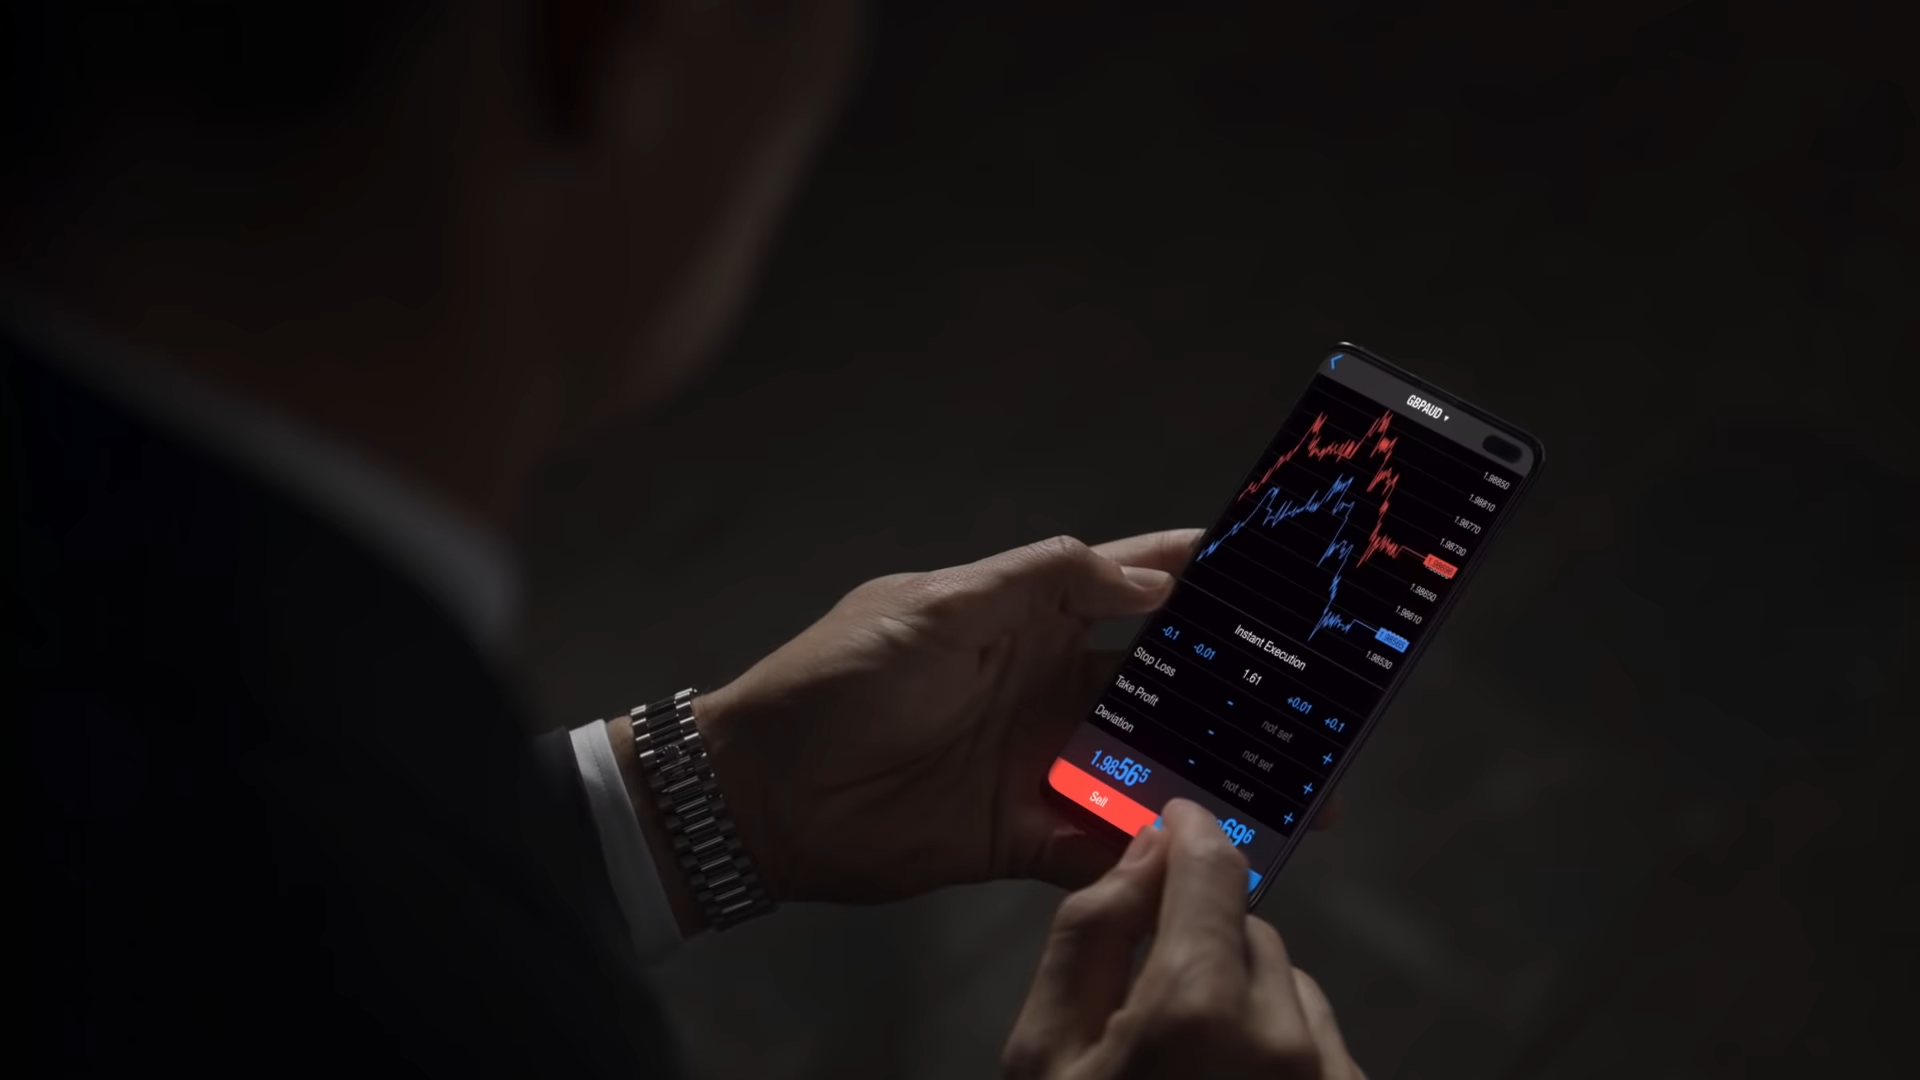 GBPAUD ▾
1.98850
1.98810
1.98770
1.98730
1.98650
1.98610
1.98530
Instant Execution
-0.1 -0.01 1.61 +0.01 +0.1
Stop Loss - not set +
Take Profit - not set +
Deviation - not set +
1.98565 696
Sell